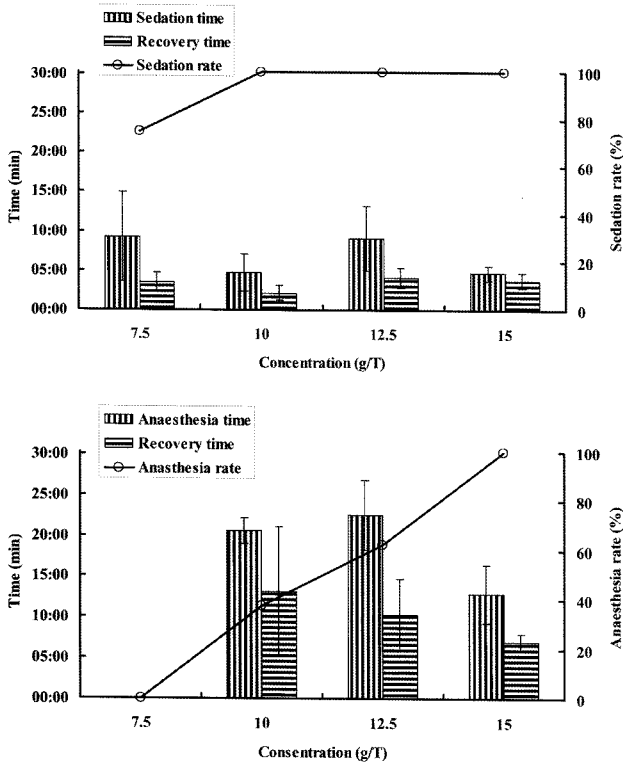 Sedation time
Recovery time
Sedation rate
30:00
25:00
20:00
15:00
10:00
05:00
00:00
Time (min)
100
80
60
40
20
0
Sedation rate (%)
7.5 10 12.5 15
Concentration (g/T)
Anaesthesia time
Recovery time
Anasthesia rate
30:00
25:00
20:00
15:00
10:00
05:00
00:00
Time (min)
100
80
60
40
20
0
Anaesthesia rate (%)
7.5 10 12.5 15
Consentration (g/T)